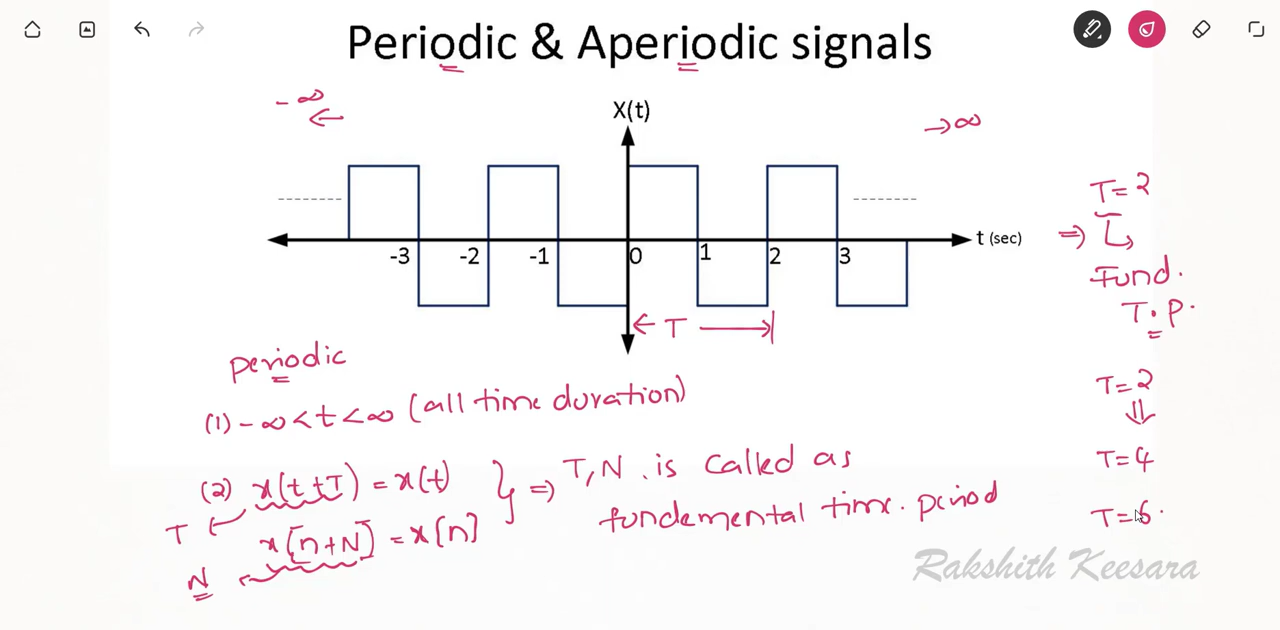 Periodic & Aperiodic signals
- ∞
←
X(t)
→ ∞
-3 -2 -1 0 1 2 3 t (sec)
← T →
T = 2
⇒ ↳
Fund.
T.P.
T = 2
⇓
T = 4
T = 6.
Periodic
(1) - ∞ < t < ∞ (all time duration)
(2) x(t+T) = x(t)
T ←
x[n+N] = x[n]
N ←
} ⇒ T, N. is called as
fundemental time. period
Rakshith Keesara